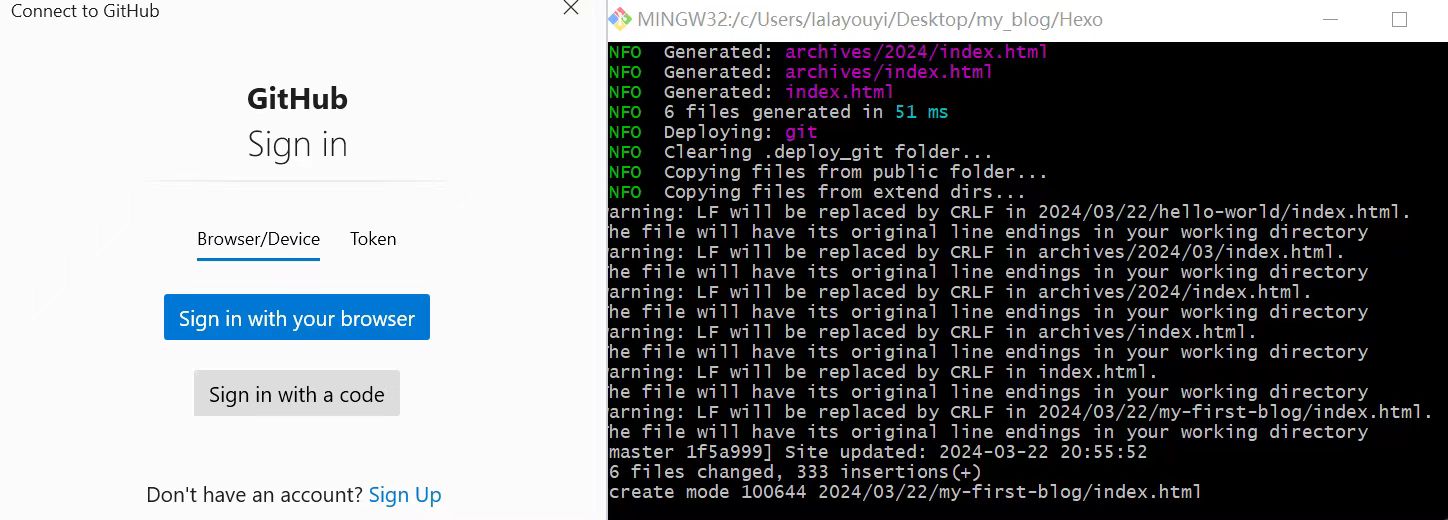 Connect to GitHub
GitHub
Sign in
Browser/Device Token
Sign in with your browser
Sign in with a code
Don't have an account? Sign Up
MINGW32:/c/Users/lalayouyi/Desktop/my_blog/Hexo
NFO  Generated: archives/2024/index.html
NFO  Generated: archives/index.html
NFO  Generated: index.html
NFO  6 files generated in 51 ms
NFO  Deploying: git
NFO  Clearing .deploy_git folder...
NFO  Copying files from public folder...
NFO  Copying files from extend dirs...
arning: LF will be replaced by CRLF in 2024/03/22/hello-world/index.html.
he file will have its original line endings in your working directory
arning: LF will be replaced by CRLF in archives/2024/03/index.html.
he file will have its original line endings in your working directory
arning: LF will be replaced by CRLF in archives/2024/index.html.
he file will have its original line endings in your working directory
arning: LF will be replaced by CRLF in archives/index.html.
he file will have its original line endings in your working directory
arning: LF will be replaced by CRLF in index.html.
he file will have its original line endings in your working directory
arning: LF will be replaced by CRLF in 2024/03/22/my-first-blog/index.html.
he file will have its original line endings in your working directory
master 1f5a999] Site updated: 2024-03-22 20:55:52
6 files changed, 333 insertions(+)
create mode 100644 2024/03/22/my-first-blog/index.html